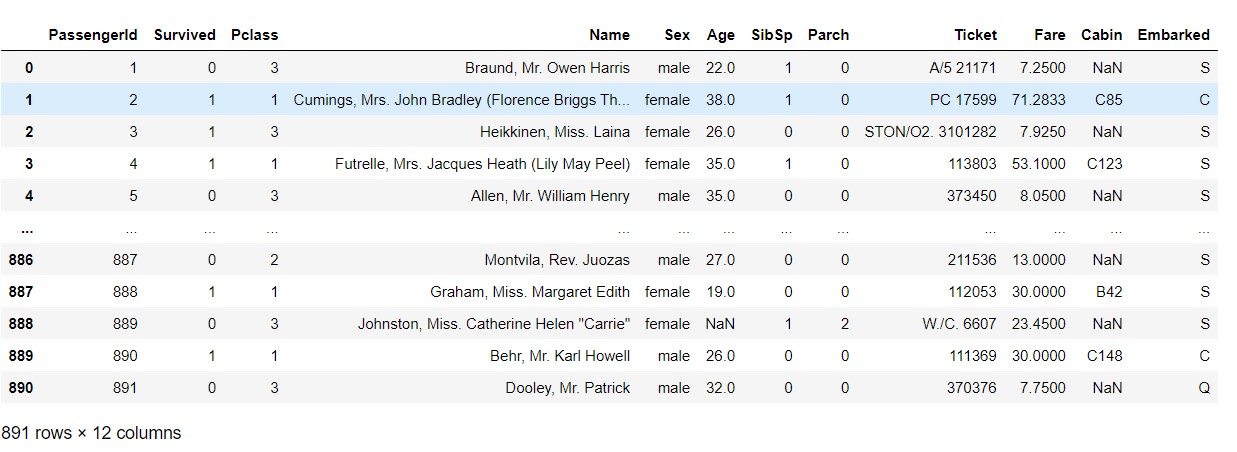 PassengerId Survived Pclass Name Sex Age SibSp Parch Ticket Fare Cabin Embarked
0 1 0 3 Braund, Mr. Owen Harris male 22.0 1 0 A/5 21171 7.2500 NaN S
1 2 1 1 Cumings, Mrs. John Bradley (Florence Briggs Th... female 38.0 1 0 PC 17599 71.2833 C85 C
2 3 1 3 Heikkinen, Miss. Laina female 26.0 0 0 STON/O2. 3101282 7.9250 NaN S
3 4 1 1 Futrelle, Mrs. Jacques Heath (Lily May Peel) female 35.0 1 0 113803 53.1000 C123 S
4 5 0 3 Allen, Mr. William Henry male 35.0 0 0 373450 8.0500 NaN S
... ... ... ... ... ... ... ... ... ... ... ... ...
886 887 0 2 Montvila, Rev. Juozas male 27.0 0 0 211536 13.0000 NaN S
887 888 1 1 Graham, Miss. Margaret Edith female 19.0 0 0 112053 30.0000 B42 S
888 889 0 3 Johnston, Miss. Catherine Helen "Carrie" female NaN 1 2 W./C. 6607 23.4500 NaN S
889 890 1 1 Behr, Mr. Karl Howell male 26.0 0 0 111369 30.0000 C148 C
890 891 0 3 Dooley, Mr. Patrick male 32.0 0 0 370376 7.7500 NaN Q
891 rows × 12 columns